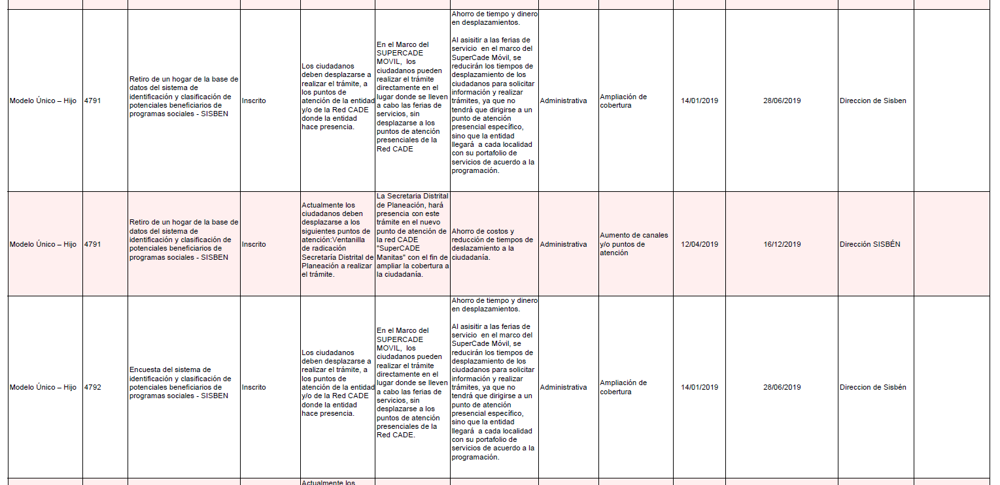 Modelo Único – Hijo
4791
Retiro de un hogar de la base de
datos del sistema de
identificación y clasificación de
potenciales beneficiarios de
programas sociales - SISBEN
Inscrito
Los ciudadanos
deben desplazarse a
realizar el trámite, a
los puntos de
atención de la entidad
y/o de la Red CADE
donde la entidad
hace presencia.
En el Marco del
SUPERCADE
MOVIL,  los
ciudadanos pueden
realizar el trámite
directamente en el
lugar donde se lleven
a cabo las ferias de
servicios, sin
desplazarse a los
puntos de atención
presenciales de la
Red CADE
Ahorro de tiempo y dinero
en desplazamientos.
Al asisitir a las ferias de
servicio  en el marco del
SuperCade Móvil, se
reducirán los tiempos de
desplazamiento de los
ciudadanos para solicitar
información y realizar
trámites, ya que no
tendrá que dirigirse a un
punto de atención
presencial específico,
sino que la entidad
llegará  a cada localidad
con su portafolio de
servicios de acuerdo a la
programación.
Administrativa
Ampliación de
cobertura
14/01/2019
28/06/2019
Direccion de Sisben
Modelo Único – Hijo
4791
Retiro de un hogar de la base de
datos del sistema de
identificación y clasificación de
potenciales beneficiarios de
programas sociales - SISBEN
Inscrito
Actualmente los
ciudadanos deben
desplazarse a los
siguientes puntos de
atención:Ventanilla
de radicación
Secretaría Distrital de
Planeación a realizar
el trámite.
La Secretaria Distrital
de Planeación, hará
presencia con este
trámite en el nuevo
punto de atención de
la red CADE
"SuperCADE
Manitas" con el fin de
ampliar la cobertura a
la ciudadanía.
Ahorro de costos y
reducción de tiempos de
deslazamiento a la
ciudadanía.
Administrativa
Aumento de canales
y/o puntos de
atención
12/04/2019
16/12/2019
Dirección SISBÉN
Modelo Único – Hijo
4792
Encuesta del sistema de
identificación y clasificación de
potenciales beneficiarios de
programas sociales - SISBEN
Inscrito
Los ciudadanos
deben desplazarse a
realizar el trámite, a
los puntos de
atención de la entidad
y/o de la Red CADE
donde la entidad
hace presencia.
En el Marco del
SUPERCADE
MOVIL,  los
ciudadanos pueden
realizar el trámite
directamente en el
lugar donde se lleven
a cabo las ferias de
servicios, sin
desplazarse a los
puntos de atención
presenciales de la
Red CADE.
Ahorro de tiempo y dinero
en desplazamientos.
Al asisitir a las ferias de
servicio  en el marco del
SuperCade Móvil, se
reducirán los tiempos de
desplazamiento de los
ciudadanos para solicitar
información y realizar
trámites, ya que no
tendrá que dirigirse a un
punto de atención
presencial específico,
sino que la entidad
llegará  a cada localidad
con su portafolio de
servicios de acuerdo a la
programación.
Administrativa
Ampliación de
cobertura
14/01/2019
28/06/2019
Direccion de Sisbén
Actualmente los